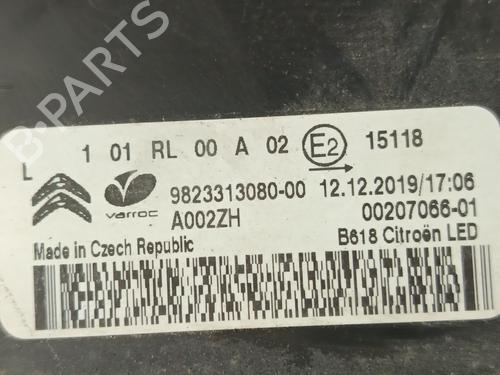 B-PARTS
L 1 01 RL 00 A 02 E2 15118
varroc 9823313080-00 12.12.2019/17:06
A002ZH 00207066-01
Made in Czech Republic B618 Citroën LED